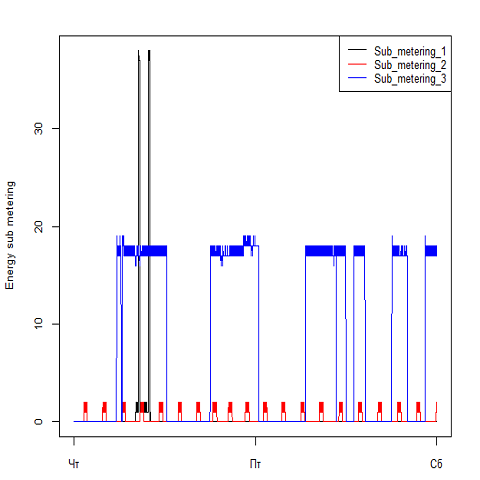 Sub_metering_1
Sub_metering_2
Sub_metering_3
Energy sub metering
30
20
10
0
Чт Пт Сб